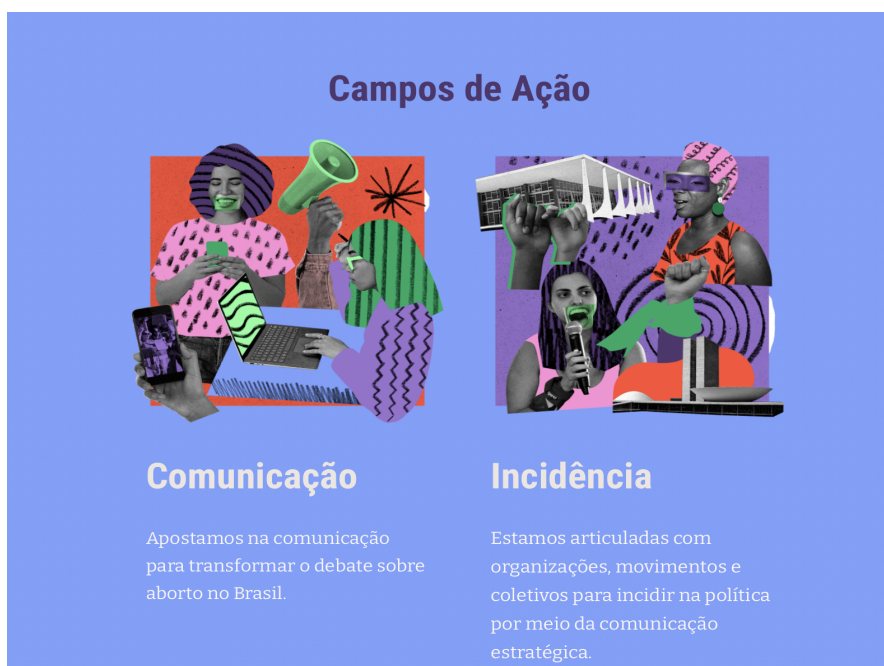 Campos de Ação
Comunicação
Apostamos na comunicação
para transformar o debate sobre
aborto no Brasil.
Incidência
Estamos articuladas com
organizações, movimentos e
coletivos para incidir na política
por meio da comunicação
estratégica.